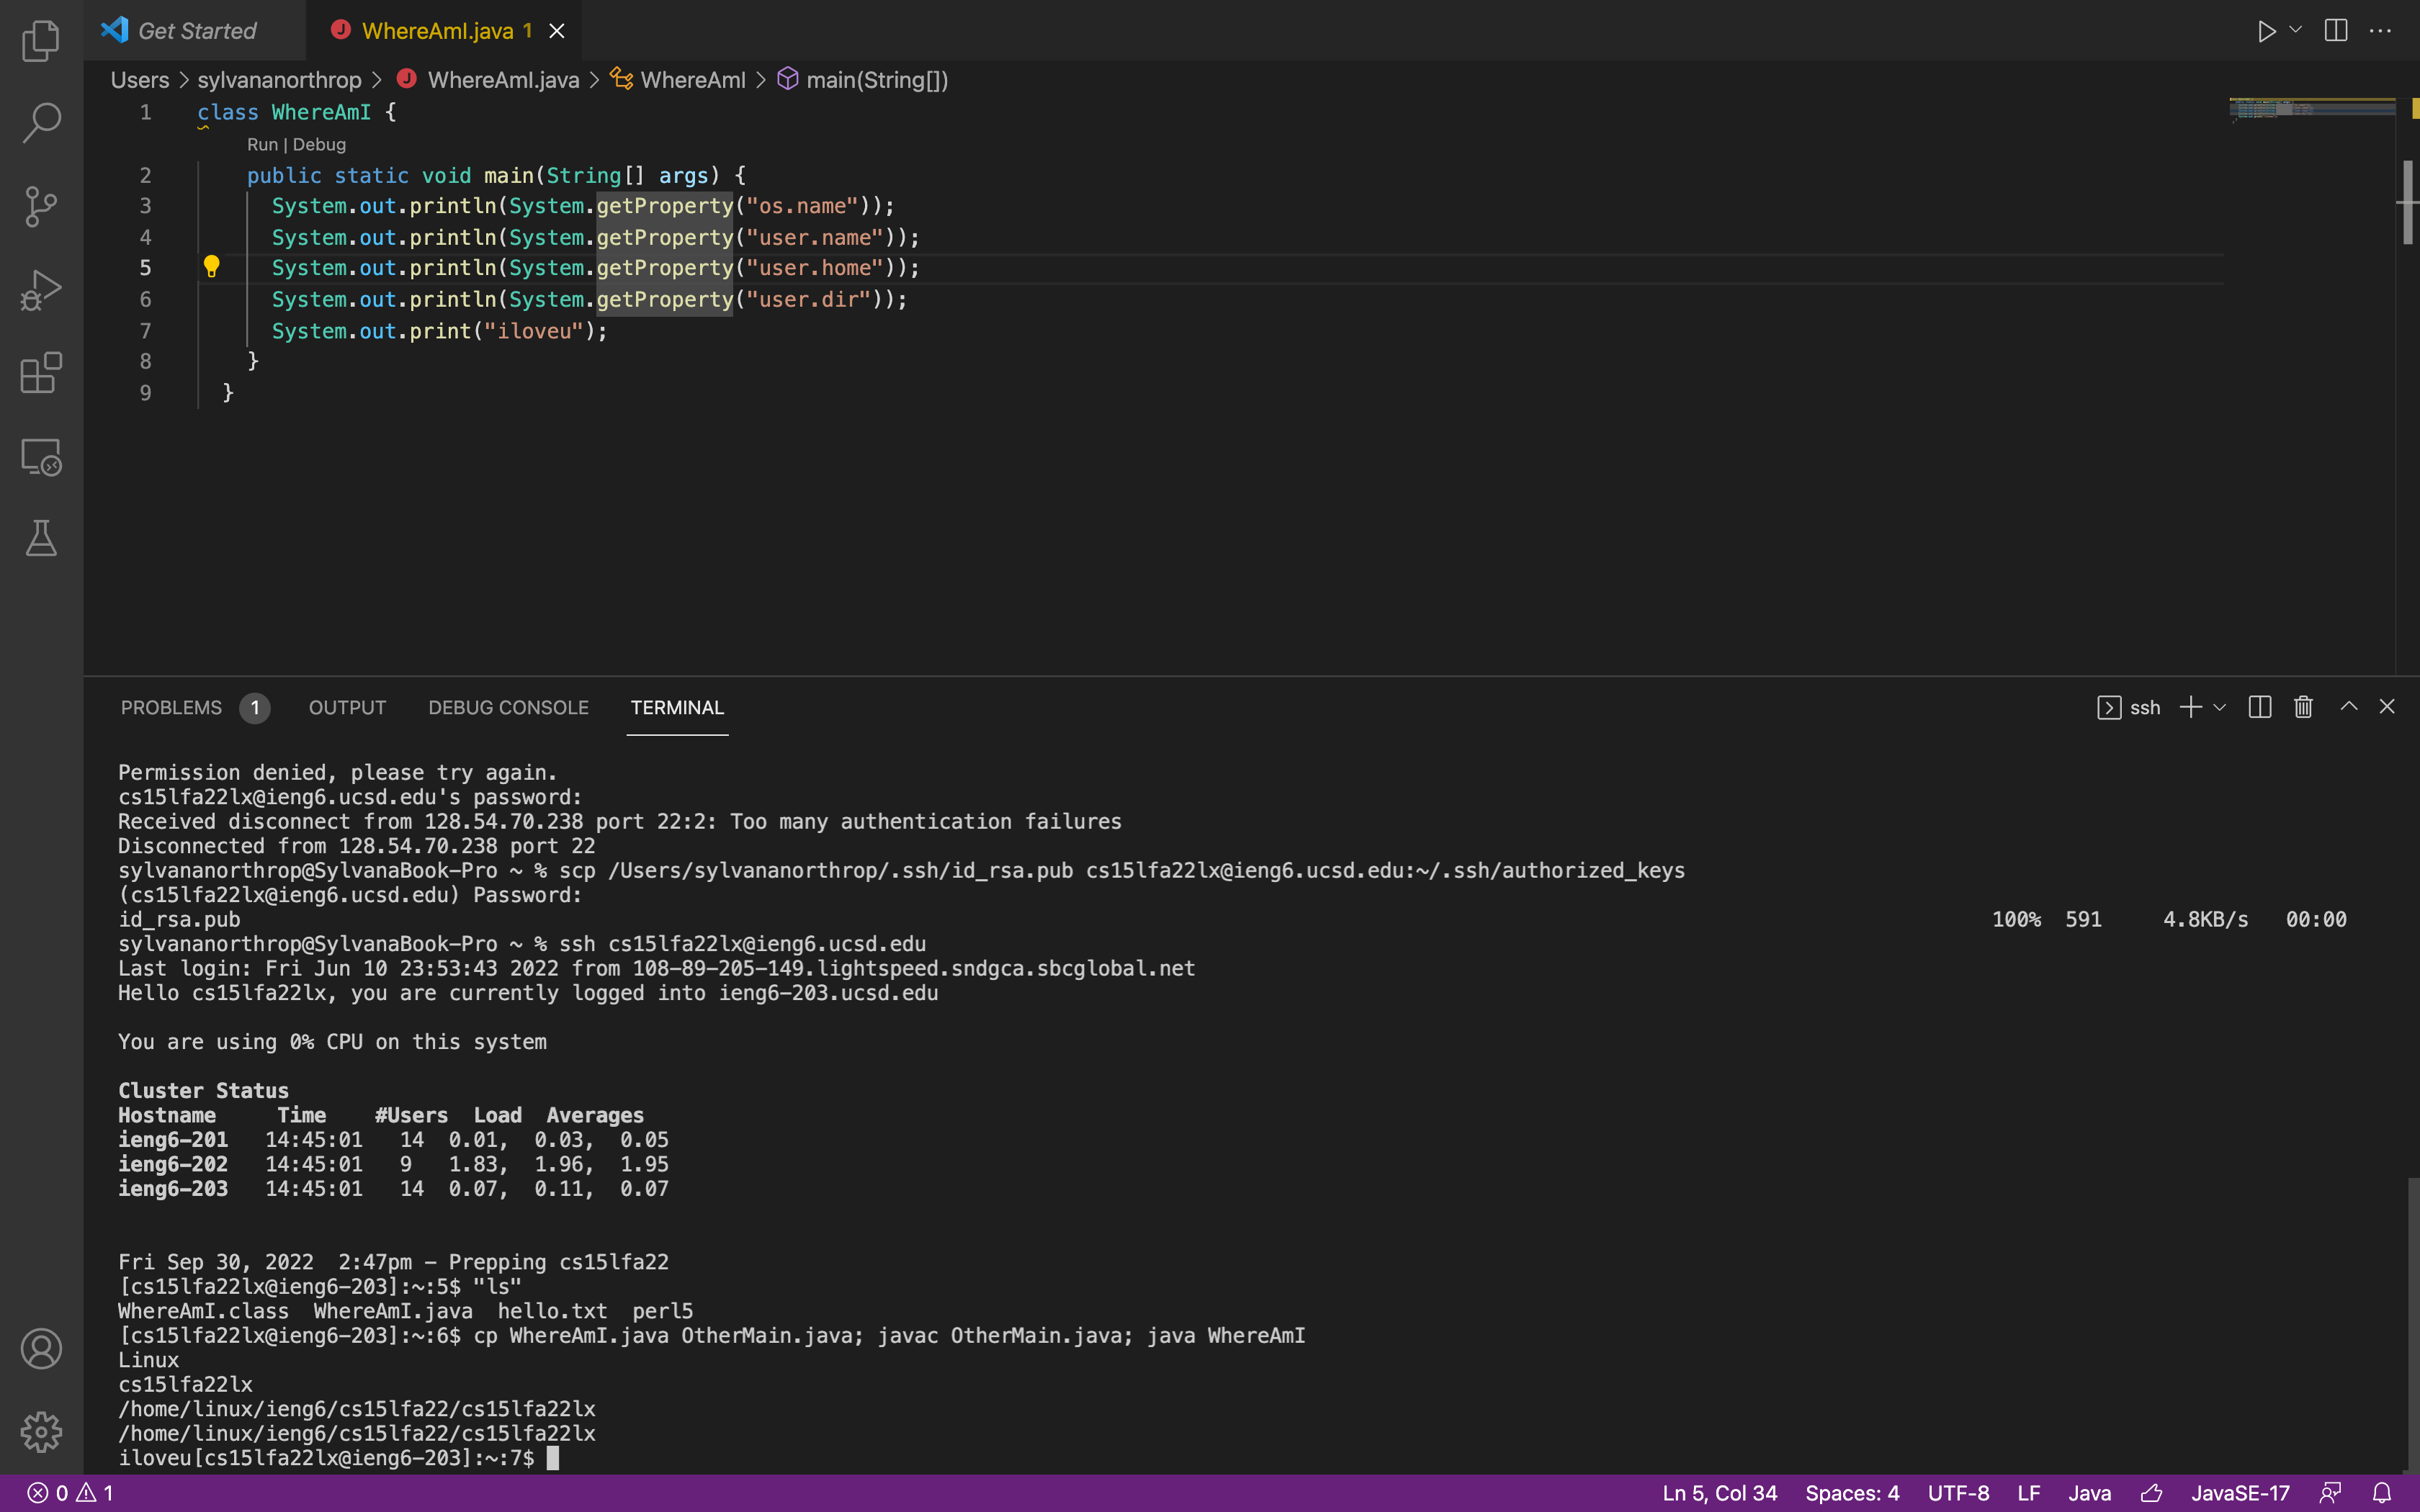 Get Started
WhereAmI.java 1
Users > sylvananorthrop > WhereAmI.java > WhereAmI > main(String[])
1 class WhereAmI {
Run | Debug
2 public static void main(String[] args) {
3 System.out.println(System.getProperty("os.name"));
4 System.out.println(System.getProperty("user.name"));
5 System.out.println(System.getProperty("user.home"));
6 System.out.println(System.getProperty("user.dir"));
7 System.out.print("iloveu");
8 }
9 }
PROBLEMS 1 OUTPUT DEBUG CONSOLE TERMINAL ssh
Permission denied, please try again.
cs15lfa22lx@ieng6.ucsd.edu's password:
Received disconnect from 128.54.70.238 port 22:2: Too many authentication failures
Disconnected from 128.54.70.238 port 22
sylvananorthrop@SylvanaBook-Pro ~ % scp /Users/sylvananorthrop/.ssh/id_rsa.pub cs15lfa22lx@ieng6.ucsd.edu:~/.ssh/authorized_keys
(cs15lfa22lx@ieng6.ucsd.edu) Password:
id_rsa.pub 100% 591 4.8KB/s 00:00
sylvananorthrop@SylvanaBook-Pro ~ % ssh cs15lfa22lx@ieng6.ucsd.edu
Last login: Fri Jun 10 23:53:43 2022 from 108-89-205-149.lightspeed.sndgca.sbcglobal.net
Hello cs15lfa22lx, you are currently logged into ieng6-203.ucsd.edu
You are using 0% CPU on this system
Cluster Status
Hostname Time #Users Load Averages
ieng6-201 14:45:01 14 0.01, 0.03, 0.05
ieng6-202 14:45:01 9 1.83, 1.96, 1.95
ieng6-203 14:45:01 14 0.07, 0.11, 0.07
Fri Sep 30, 2022 2:47pm - Prepping cs15lfa22
[cs15lfa22lx@ieng6-203]:~:5$ "ls"
WhereAmI.class WhereAmI.java hello.txt perl5
[cs15lfa22lx@ieng6-203]:~:6$ cp WhereAmI.java OtherMain.java; javac OtherMain.java; java WhereAmI
Linux
cs15lfa22lx
/home/linux/ieng6/cs15lfa22/cs15lfa22lx
/home/linux/ieng6/cs15lfa22/cs15lfa22lx
iloveu[cs15lfa22lx@ieng6-203]:~:7$
0 1 Ln 5, Col 34 Spaces: 4 UTF-8 LF Java JavaSE-17